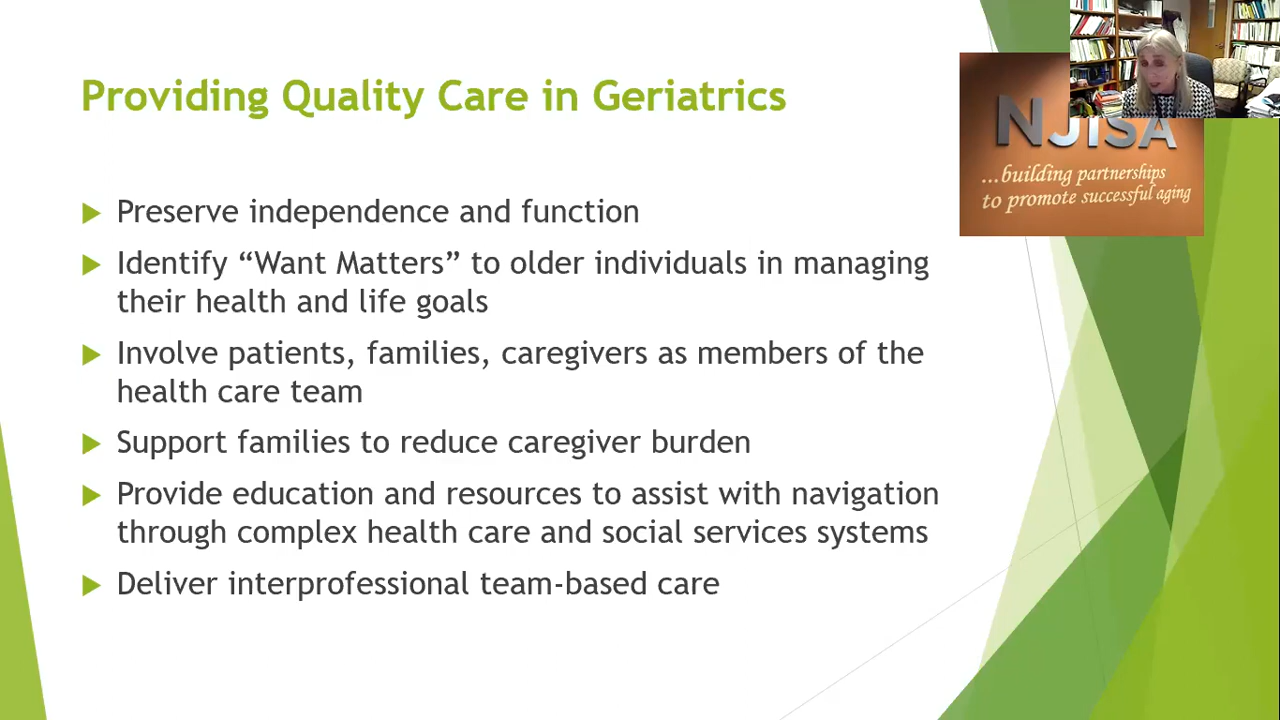 Providing Quality Care in Geriatrics
NJISA
...building partnerships
to promote successful aging
Preserve independence and function
Identify “Want Matters” to older individuals in managing
their health and life goals
Involve patients, families, caregivers as members of the
health care team
Support families to reduce caregiver burden
Provide education and resources to assist with navigation
through complex health care and social services systems
Deliver interprofessional team-based care